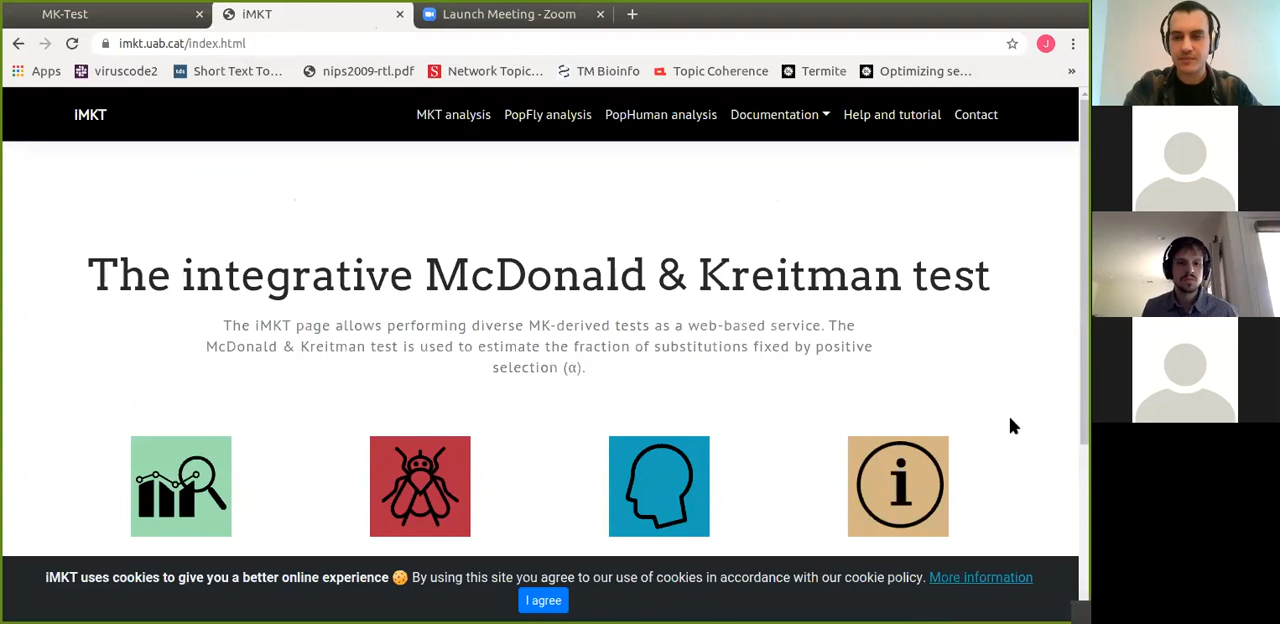 MK-Test
iMKT
Launch Meeting - Zoom
imkt.uab.cat/index.html
J
Apps
viruscode2
Short Text To...
nips2009-rtl.pdf
Network Topic...
TM Bioinfo
Topic Coherence
Termite
Optimizing se...
»
IMKT
MKT analysis
PopFly analysis
PopHuman analysis
Documentation
Help and tutorial
Contact
The integrative McDonald & Kreitman test
The iMKT page allows performing diverse MK-derived tests as a web-based service. The
McDonald & Kreitman test is used to estimate the fraction of substitutions fixed by positive
selection (α).
iMKT uses cookies to give you a better online experience 🍪 By using this site you agree to our use of cookies in accordance with our cookie policy. More information
I agree